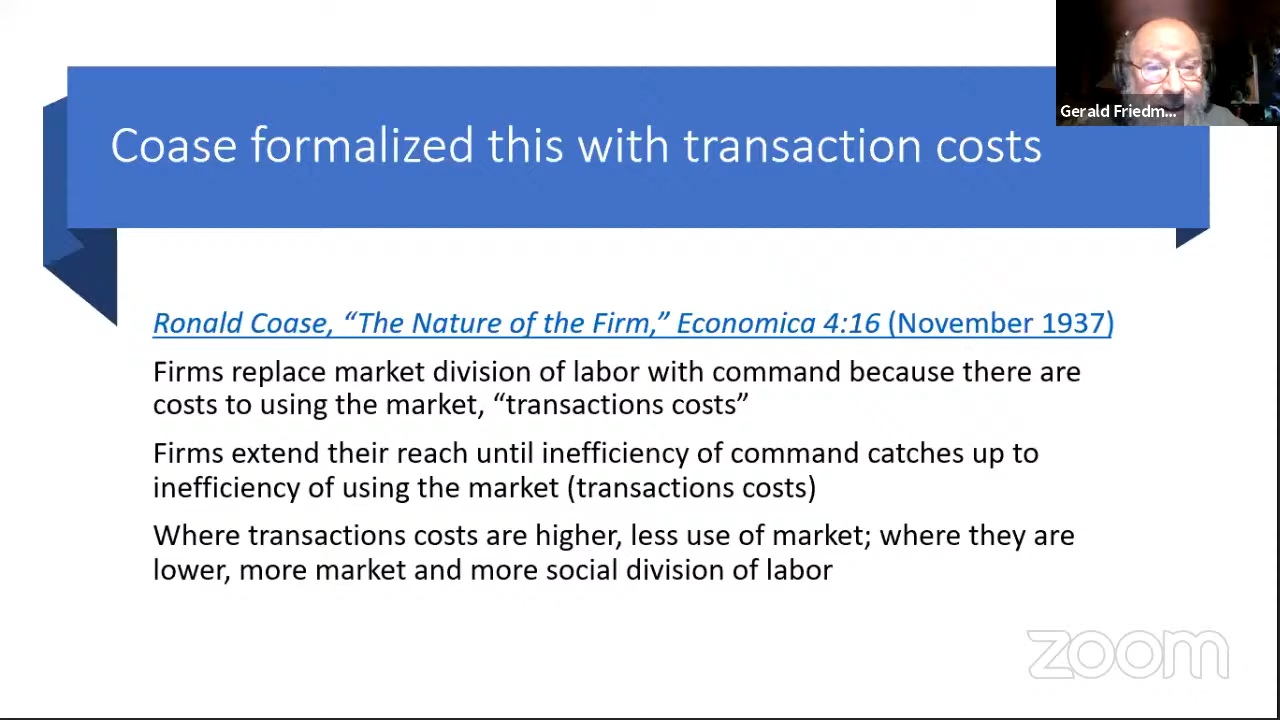 Gerald Friedm...
Coase formalized this with transaction costs
Ronald Coase, “The Nature of the Firm,” Economica 4:16 (November 1937)
Firms replace market division of labor with command because there are
costs to using the market, “transactions costs”
Firms extend their reach until inefficiency of command catches up to
inefficiency of using the market (transactions costs)
Where transactions costs are higher, less use of market; where they are
lower, more market and more social division of labor
zoom